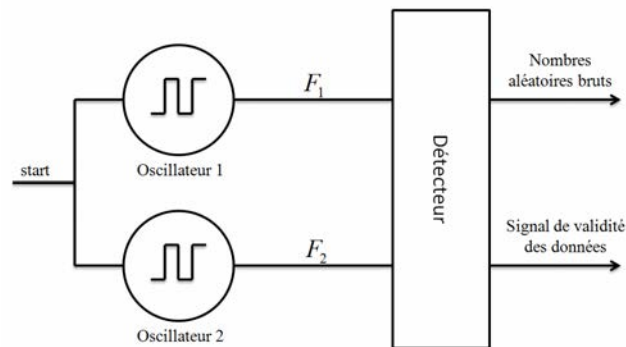 start
Oscillateur 1
F1
Oscillateur 2
F2
Détecteur
Nombres
aléatoires bruts
Signal de validité
des données